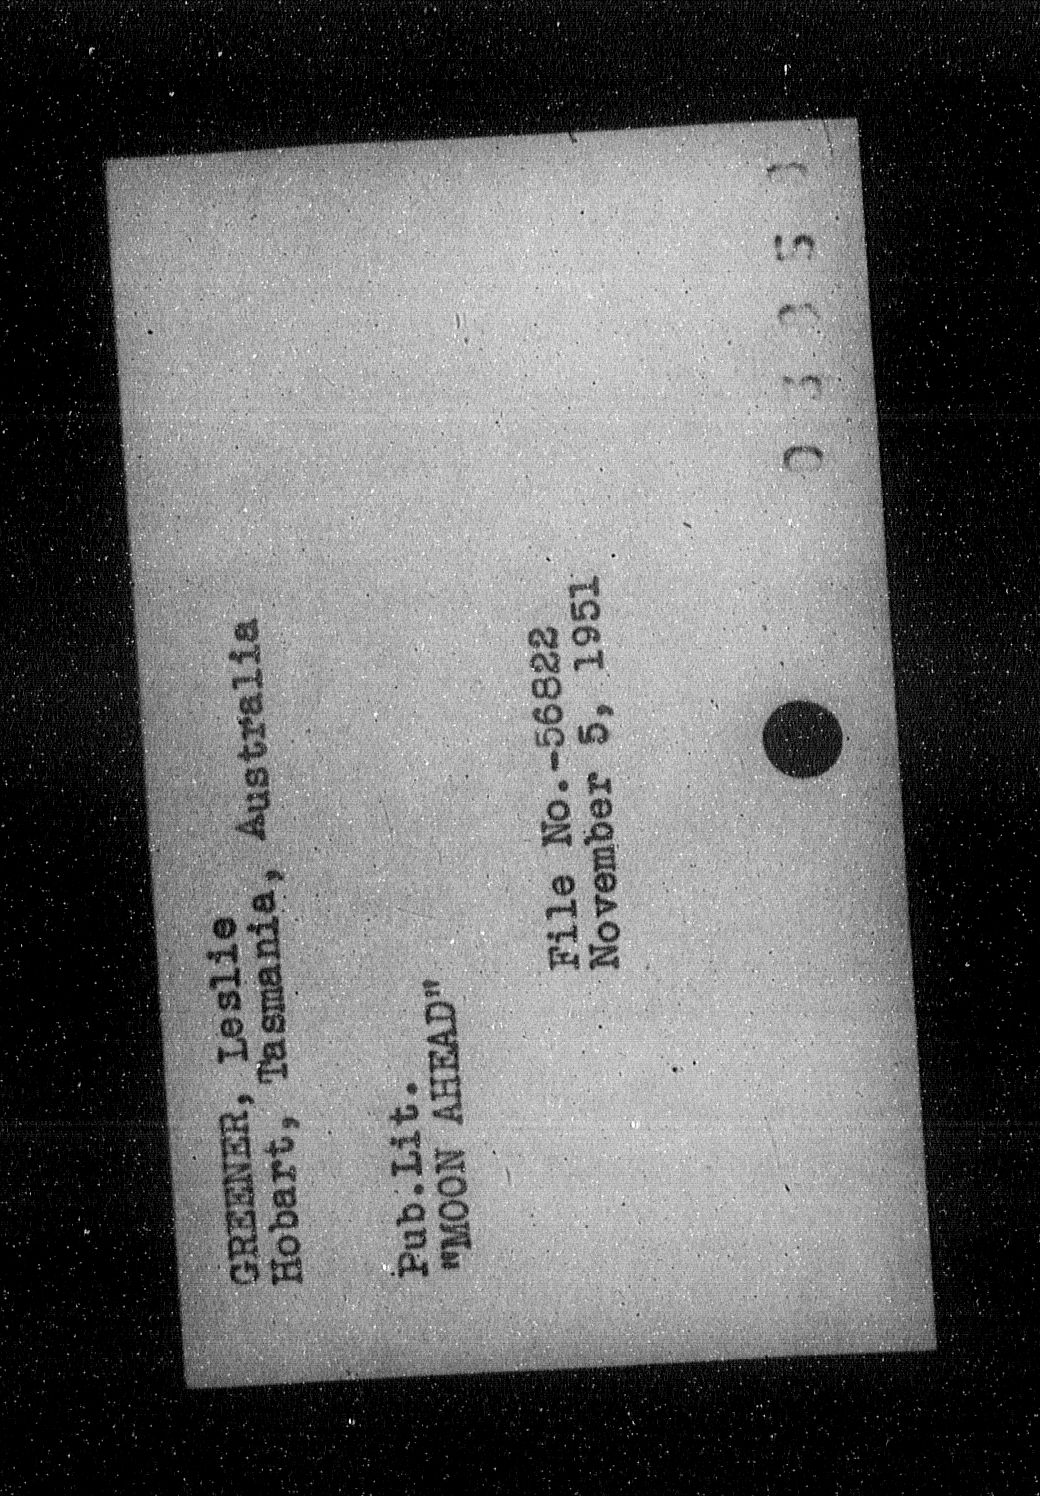 GREENER, Leslie
Hobart, Tasmania, Australia
Pub.Lit.
"MOON AHEAD"
File No.-56822
November 5, 1951